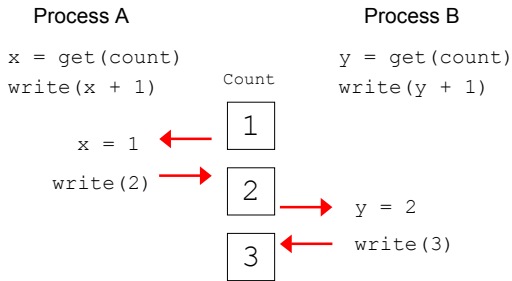 Process A
Process B
x = get(count)
write(x + 1)
y = get(count)
write(y + 1)
Count
1
x = 1
write(2)
2
y = 2
write(3)
3